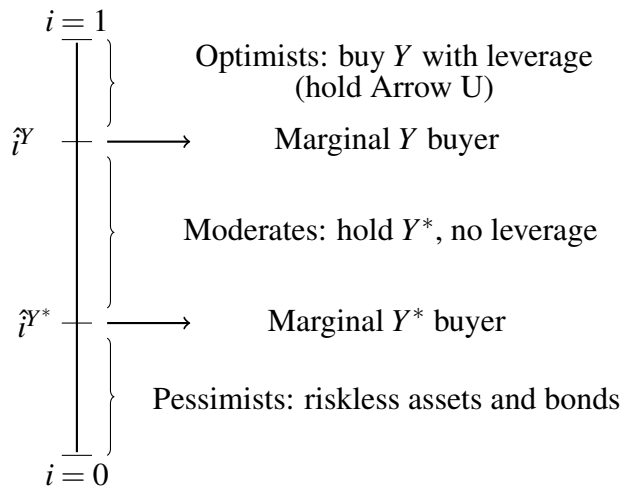 i = 1
Optimists: buy Y with leverage
(hold Arrow U)
î^Y
Marginal Y buyer
Moderates: hold Y*, no leverage
î^{Y*}
Marginal Y* buyer
Pessimists: riskless assets and bonds
i = 0